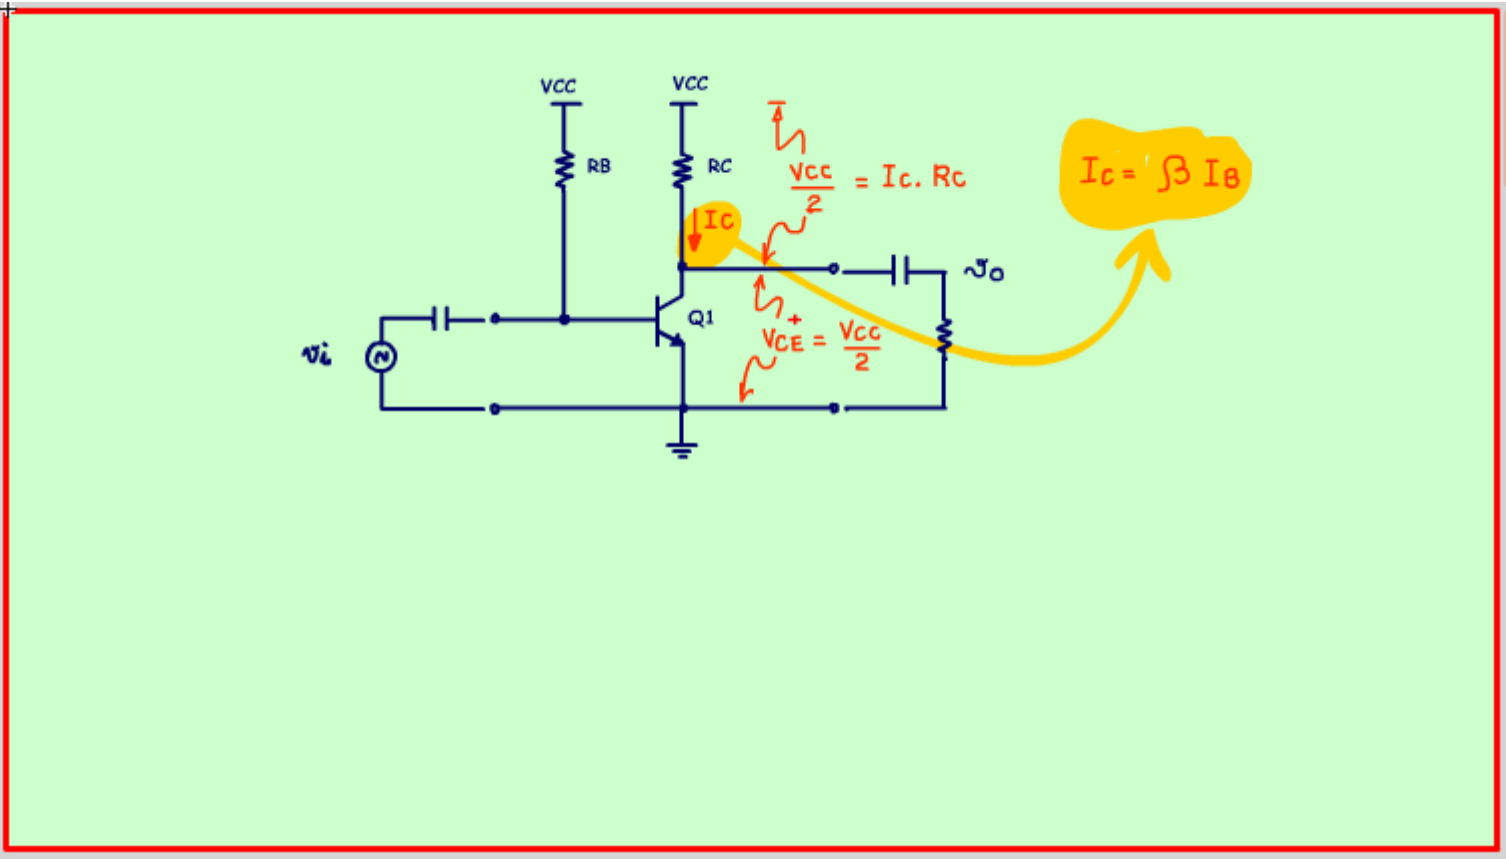 VCC
VCC
RB
RC
VCC/2 = IC. RC
IC = β IB
IC
vo
Q1
+
VCE = VCC/2
vi